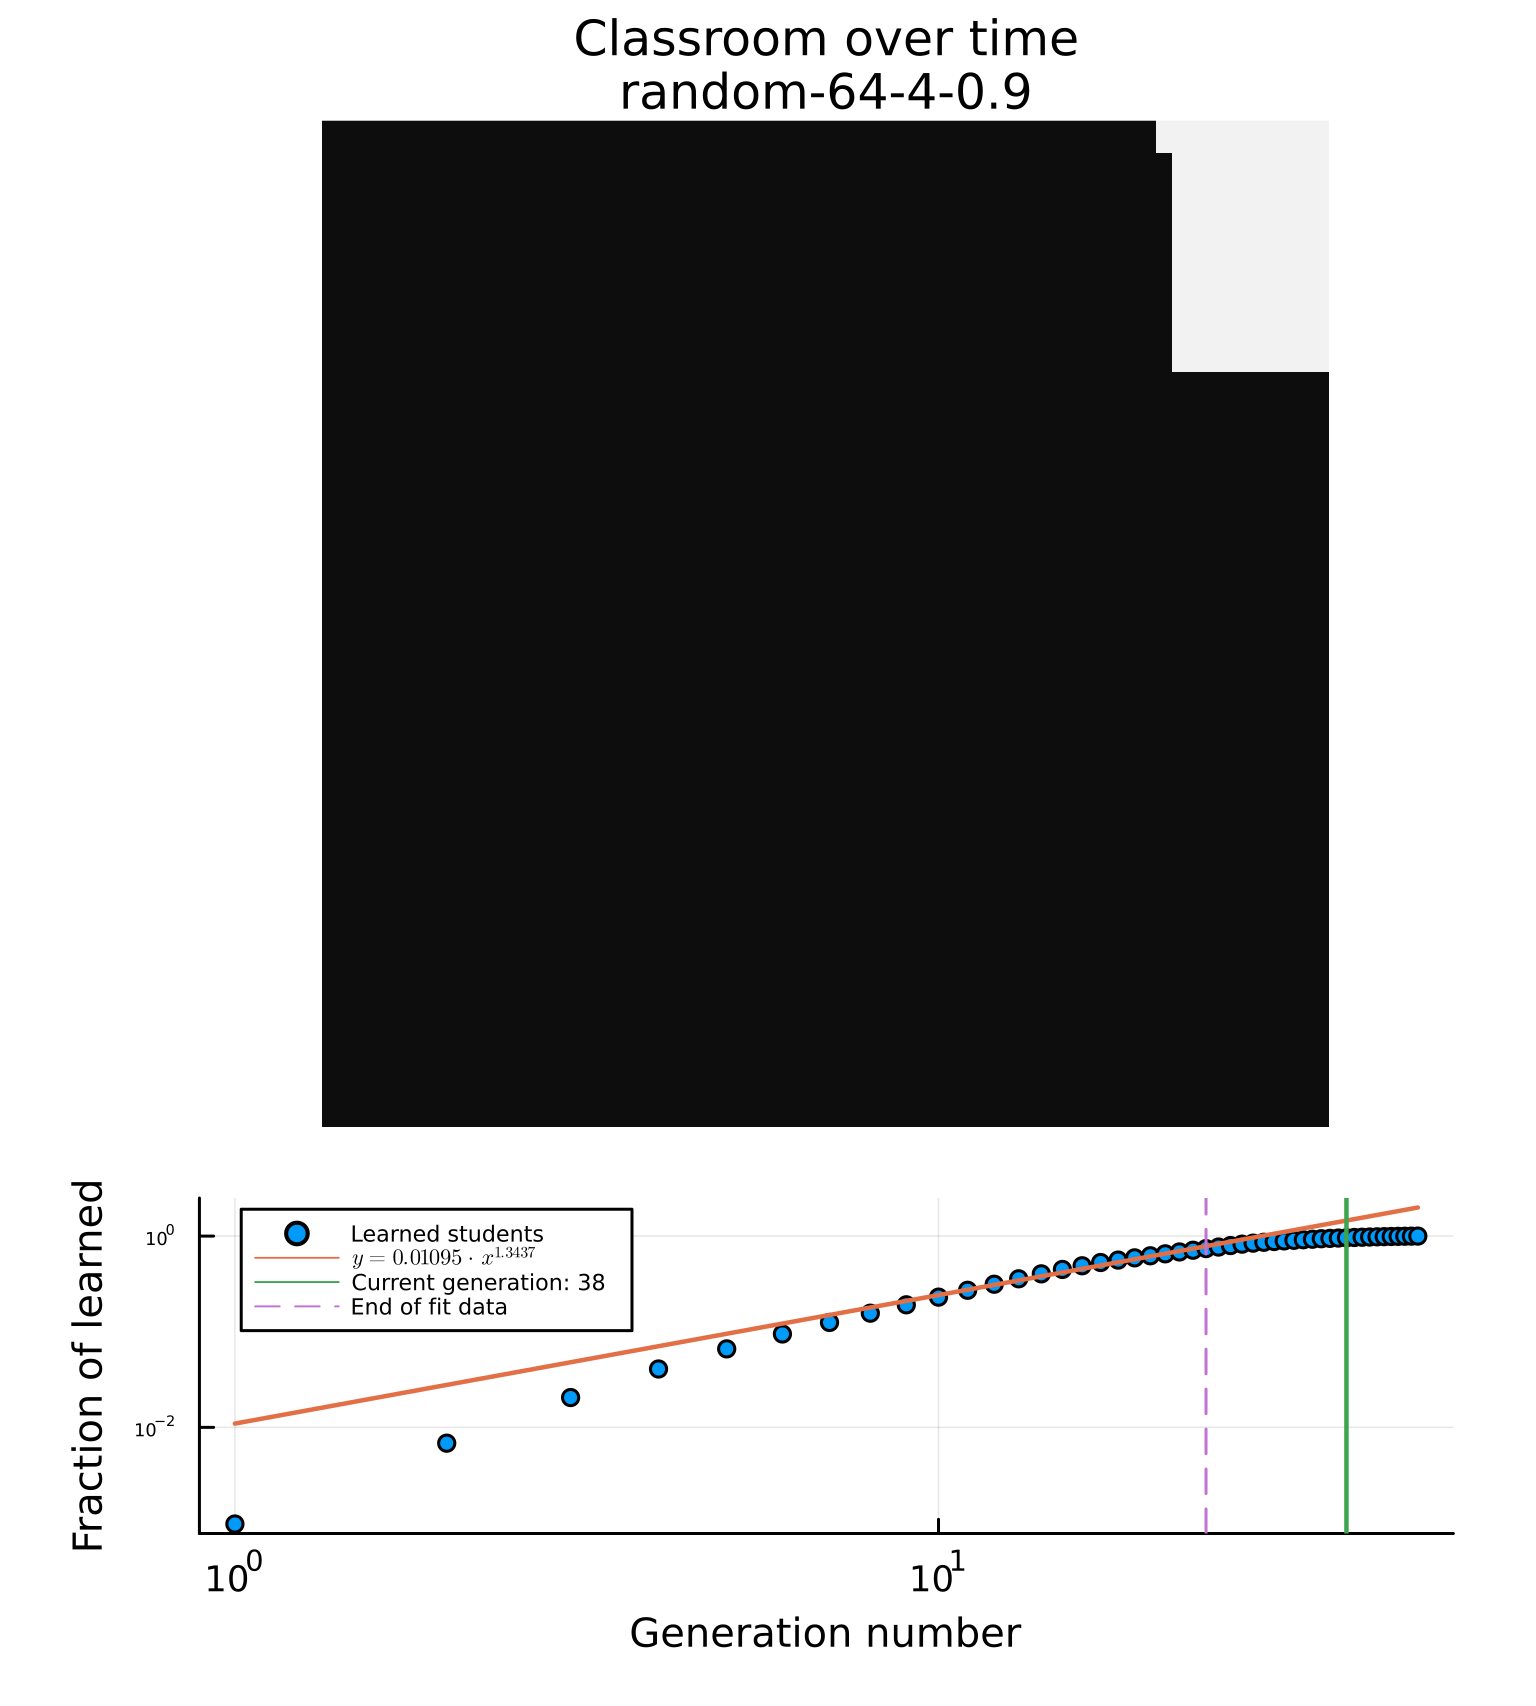 Classroom over time
random-64-4-0.9
Fraction of learned
10^0
10^-2
Learned students
y = 0.01095 · x^1.3437
Current generation: 38
End of fit data
10^0
10^1
Generation number